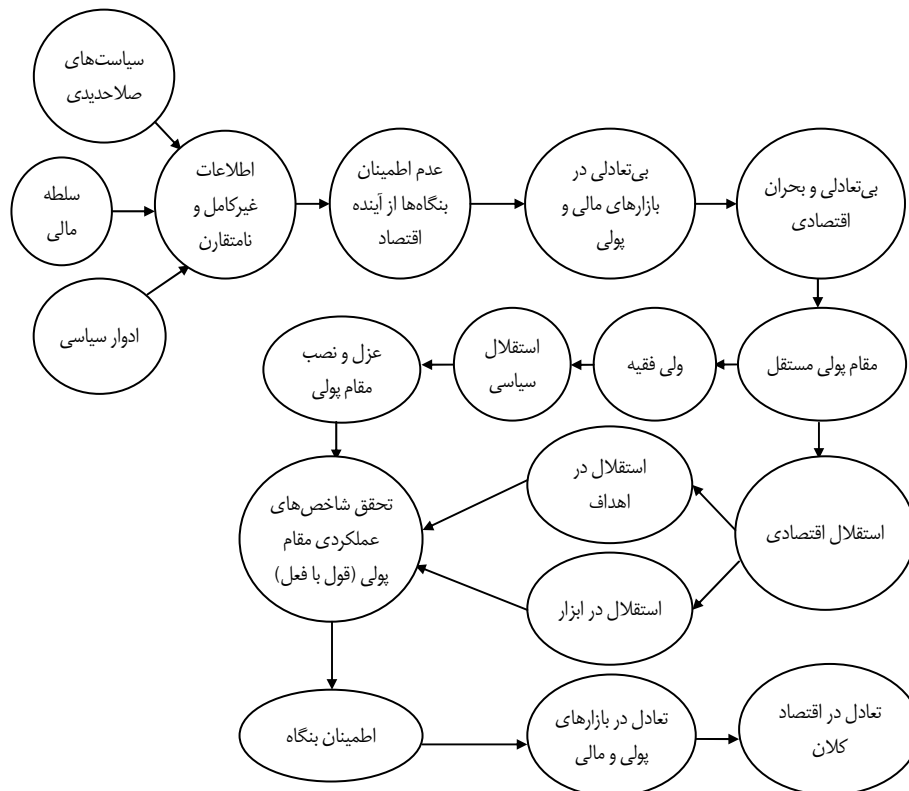 سیاست‌های
صلاحدیدی
سلطه
مالی
ادوار سیاسی
اطلاعات
غیرکامل و
نامتقارن
عدم اطمینان
بنگاه‌ها از آینده
اقتصاد
بی‌تعادلی در
بازارهای مالی و
پولی
بی‌تعادلی و بحران
اقتصادی
مقام پولی مستقل
ولی فقیه
استقلال
سیاسی
عزل و نصب
مقام پولی
استقلال اقتصادی
استقلال در
اهداف
استقلال در ابزار
تحقق شاخص‌های
عملکردی مقام
پولی (قول با فعل)
اطمینان بنگاه
تعادل در بازارهای
پولی و مالی
تعادل در اقتصاد
کلان